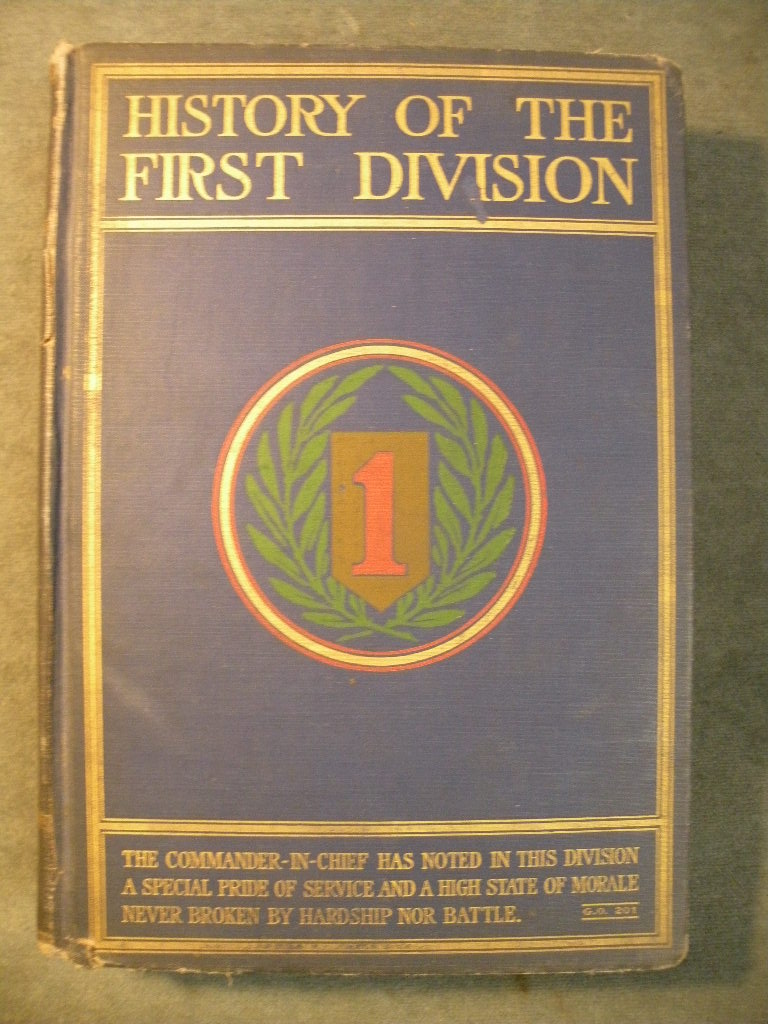 HISTORY OF THE
FIRST DIVISION
1
THE COMMANDER-IN-CHIEF HAS NOTED IN THIS DIVISION
A SPECIAL PRIDE OF SERVICE AND A HIGH STATE OF MORALE
NEVER BROKEN BY HARDSHIP NOR BATTLE. G.O. 201